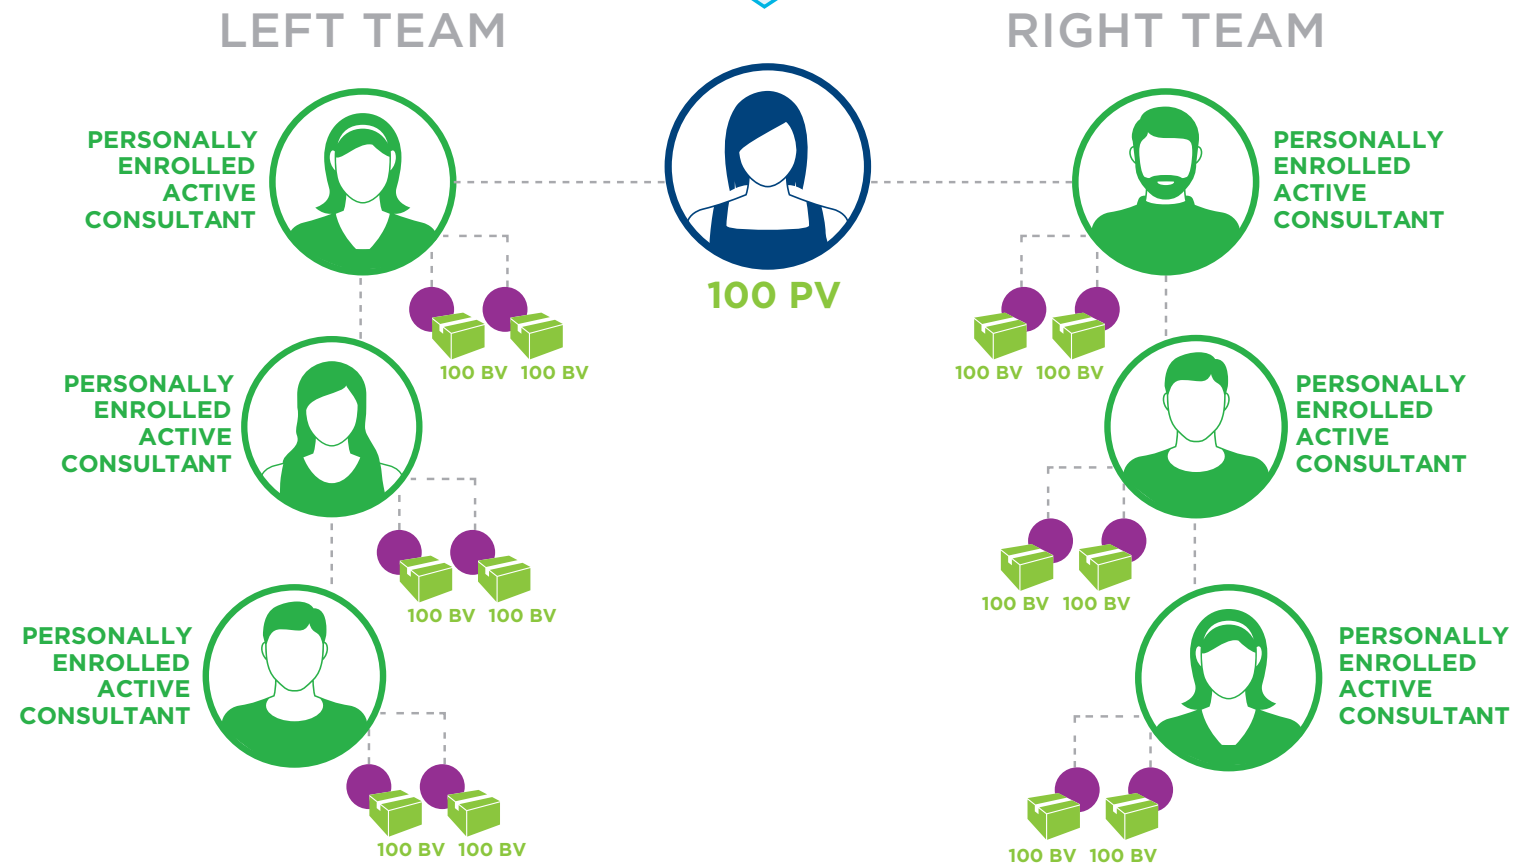 LEFT TEAM
RIGHT TEAM
PERSONALLY
ENROLLED
ACTIVE
CONSULTANT
100 PV
PERSONALLY
ENROLLED
ACTIVE
CONSULTANT
100 BV 100 BV
100 BV 100 BV
PERSONALLY
ENROLLED
ACTIVE
CONSULTANT
PERSONALLY
ENROLLED
ACTIVE
CONSULTANT
100 BV 100 BV
100 BV 100 BV
PERSONALLY
ENROLLED
ACTIVE
CONSULTANT
PERSONALLY
ENROLLED
ACTIVE
CONSULTANT
100 BV 100 BV
100 BV 100 BV